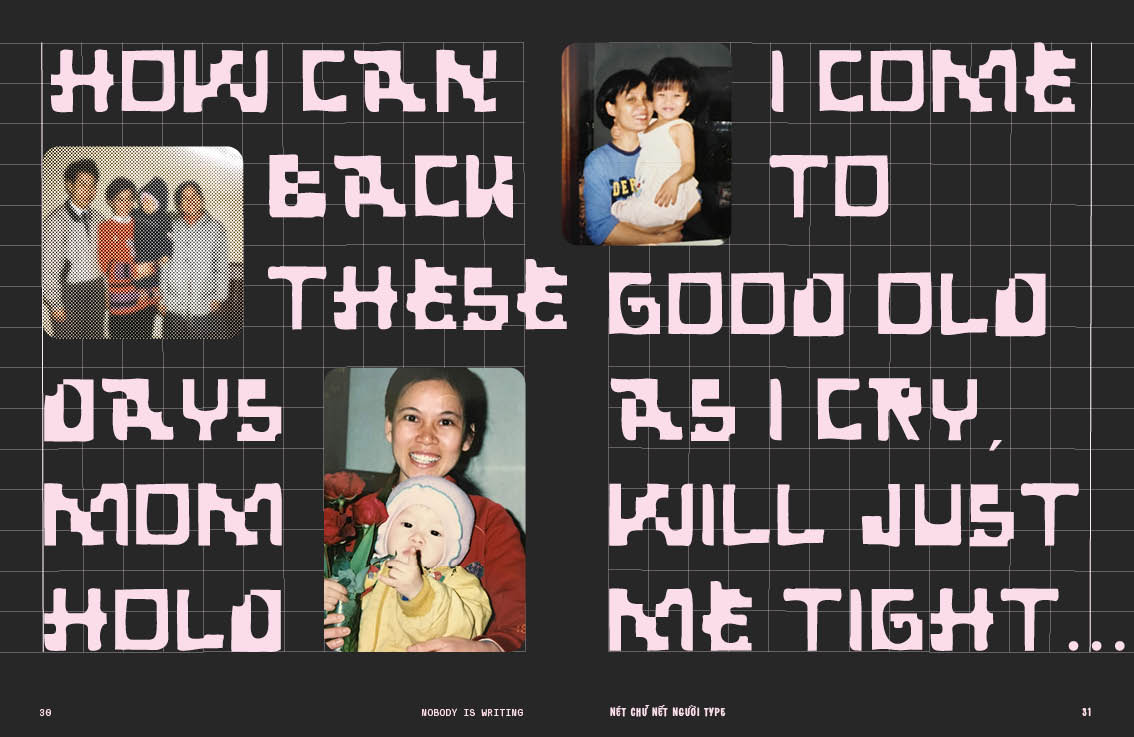 HOW CAN I COME
BACK TO
THESE GOOD OLD
DAYS AS I CRY,
MOM WILL JUST
HOLD ME TIGHT...
30 NOBODY IS WRITING NÉT CHỮ NẾT NGƯỜI TYPE 31